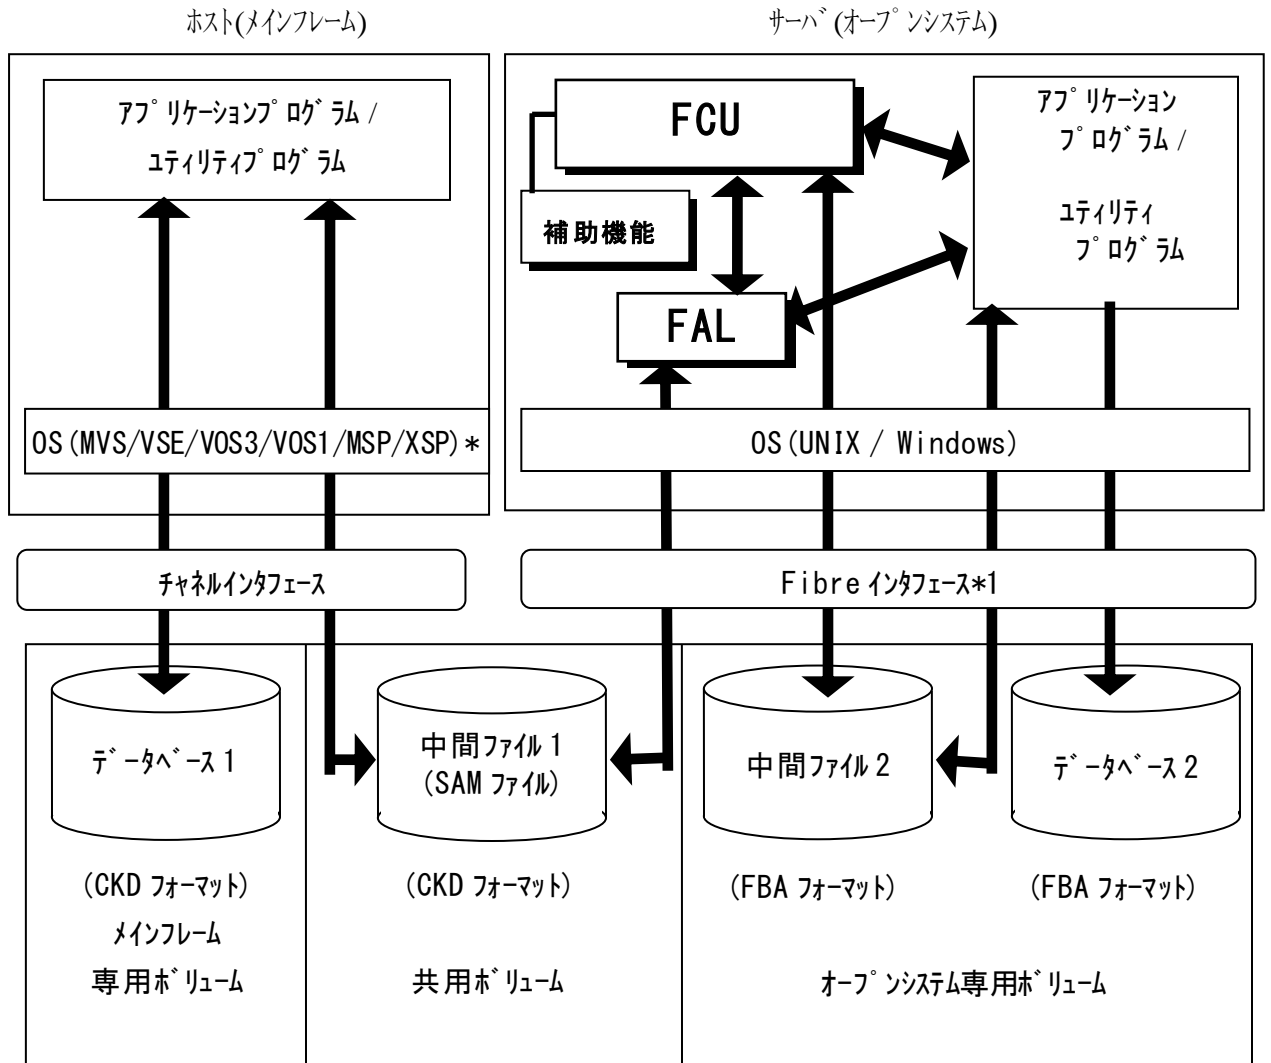 ホスト(メインフレーム)
サーバ(オープンシステム)
アプリケーションプログラム /
ユティリティプログラム
FCU
補助機能
FAL
アプリケーション
プログラム /
ユティリティ
プログラム
OS(MVS/VSE/VOS3/VOS1/MSP/XSP)*
OS(UNIX / Windows)
チャネルインタフェース
Fibre インタフェース*1
データベース 1
中間ファイル 1
(SAM ファイル)
中間ファイル 2
データベース 2
(CKD フォーマット)
(CKD フォーマット)
(FBA フォーマット)
(FBA フォーマット)
メインフレーム
専用ボリューム
共用ボリューム
オープンシステム専用ボリューム